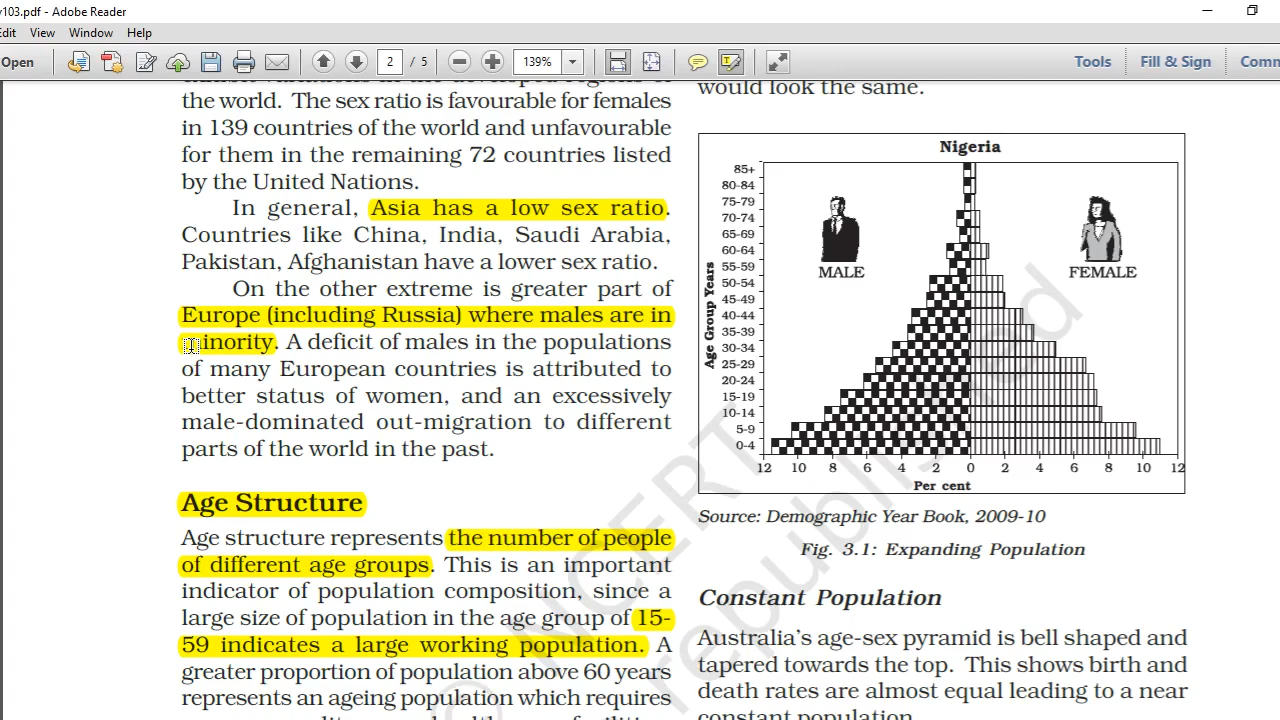 y103.pdf - Adobe Reader
Edit View Window Help
Open 2 / 5 139% Tools Fill & Sign Comm
the world. The sex ratio is favourable for females
in 139 countries of the world and unfavourable
for them in the remaining 72 countries listed
by the United Nations.
In general, Asia has a low sex ratio.
Countries like China, India, Saudi Arabia,
Pakistan, Afghanistan have a lower sex ratio.
On the other extreme is greater part of
Europe (including Russia) where males are in
minority. A deficit of males in the populations
of many European countries is attributed to
better status of women, and an excessively
male-dominated out-migration to different
parts of the world in the past.
Age Structure
Age structure represents the number of people
of different age groups. This is an important
indicator of population composition, since a
large size of population in the age group of 15-
59 indicates a large working population. A
greater proportion of population above 60 years
represents an ageing population which requires
would look the same.
Nigeria
85+
80-84
75-79
70-74
65-69
60-64
55-59
50-54
45-49
40-44
35-39
30-34
25-29
20-24
15-19
10-14
5-9
0-4
Age Group Years
MALE FEMALE
12 10 8 6 4 2 0 2 4 6 8 10 12
Per cent
Source: Demographic Year Book, 2009-10
Fig. 3.1: Expanding Population
Constant Population
Australia's age-sex pyramid is bell shaped and
tapered towards the top. This shows birth and
death rates are almost equal leading to a near
constant population.
© NCERT
republished